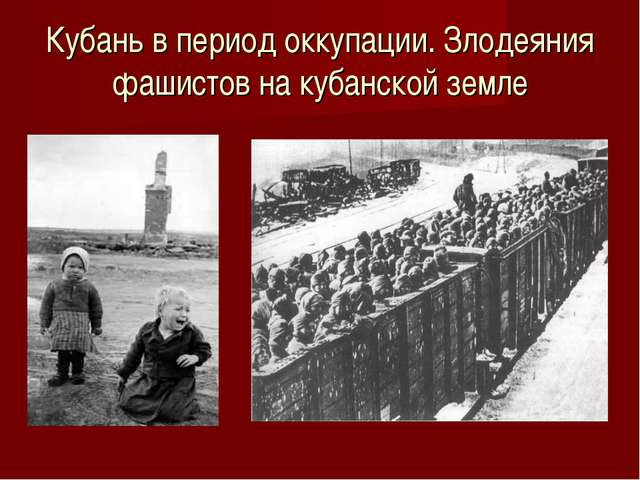 Кубань в период оккупации. Злодеяния
фашистов на кубанской земле